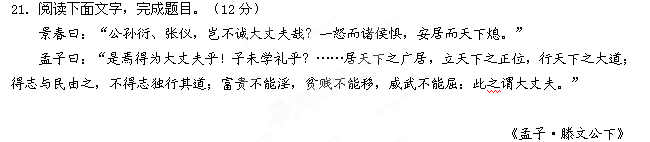 21. 阅读下面文字，完成题目。（12 分）
景春曰：“公孙衍、张仪，岂不诚大丈夫哉？一怒而诸侯惧，安居而天下熄。”
孟子曰：“是焉得为大丈夫乎！子未学礼乎？……居天下之广居，立天下之正位，行天下之大道；
得志与民由之，不得志独行其道；富贵不能淫，贫贱不能移，威武不能屈：此之谓大丈夫。”
《孟子·滕文公下》